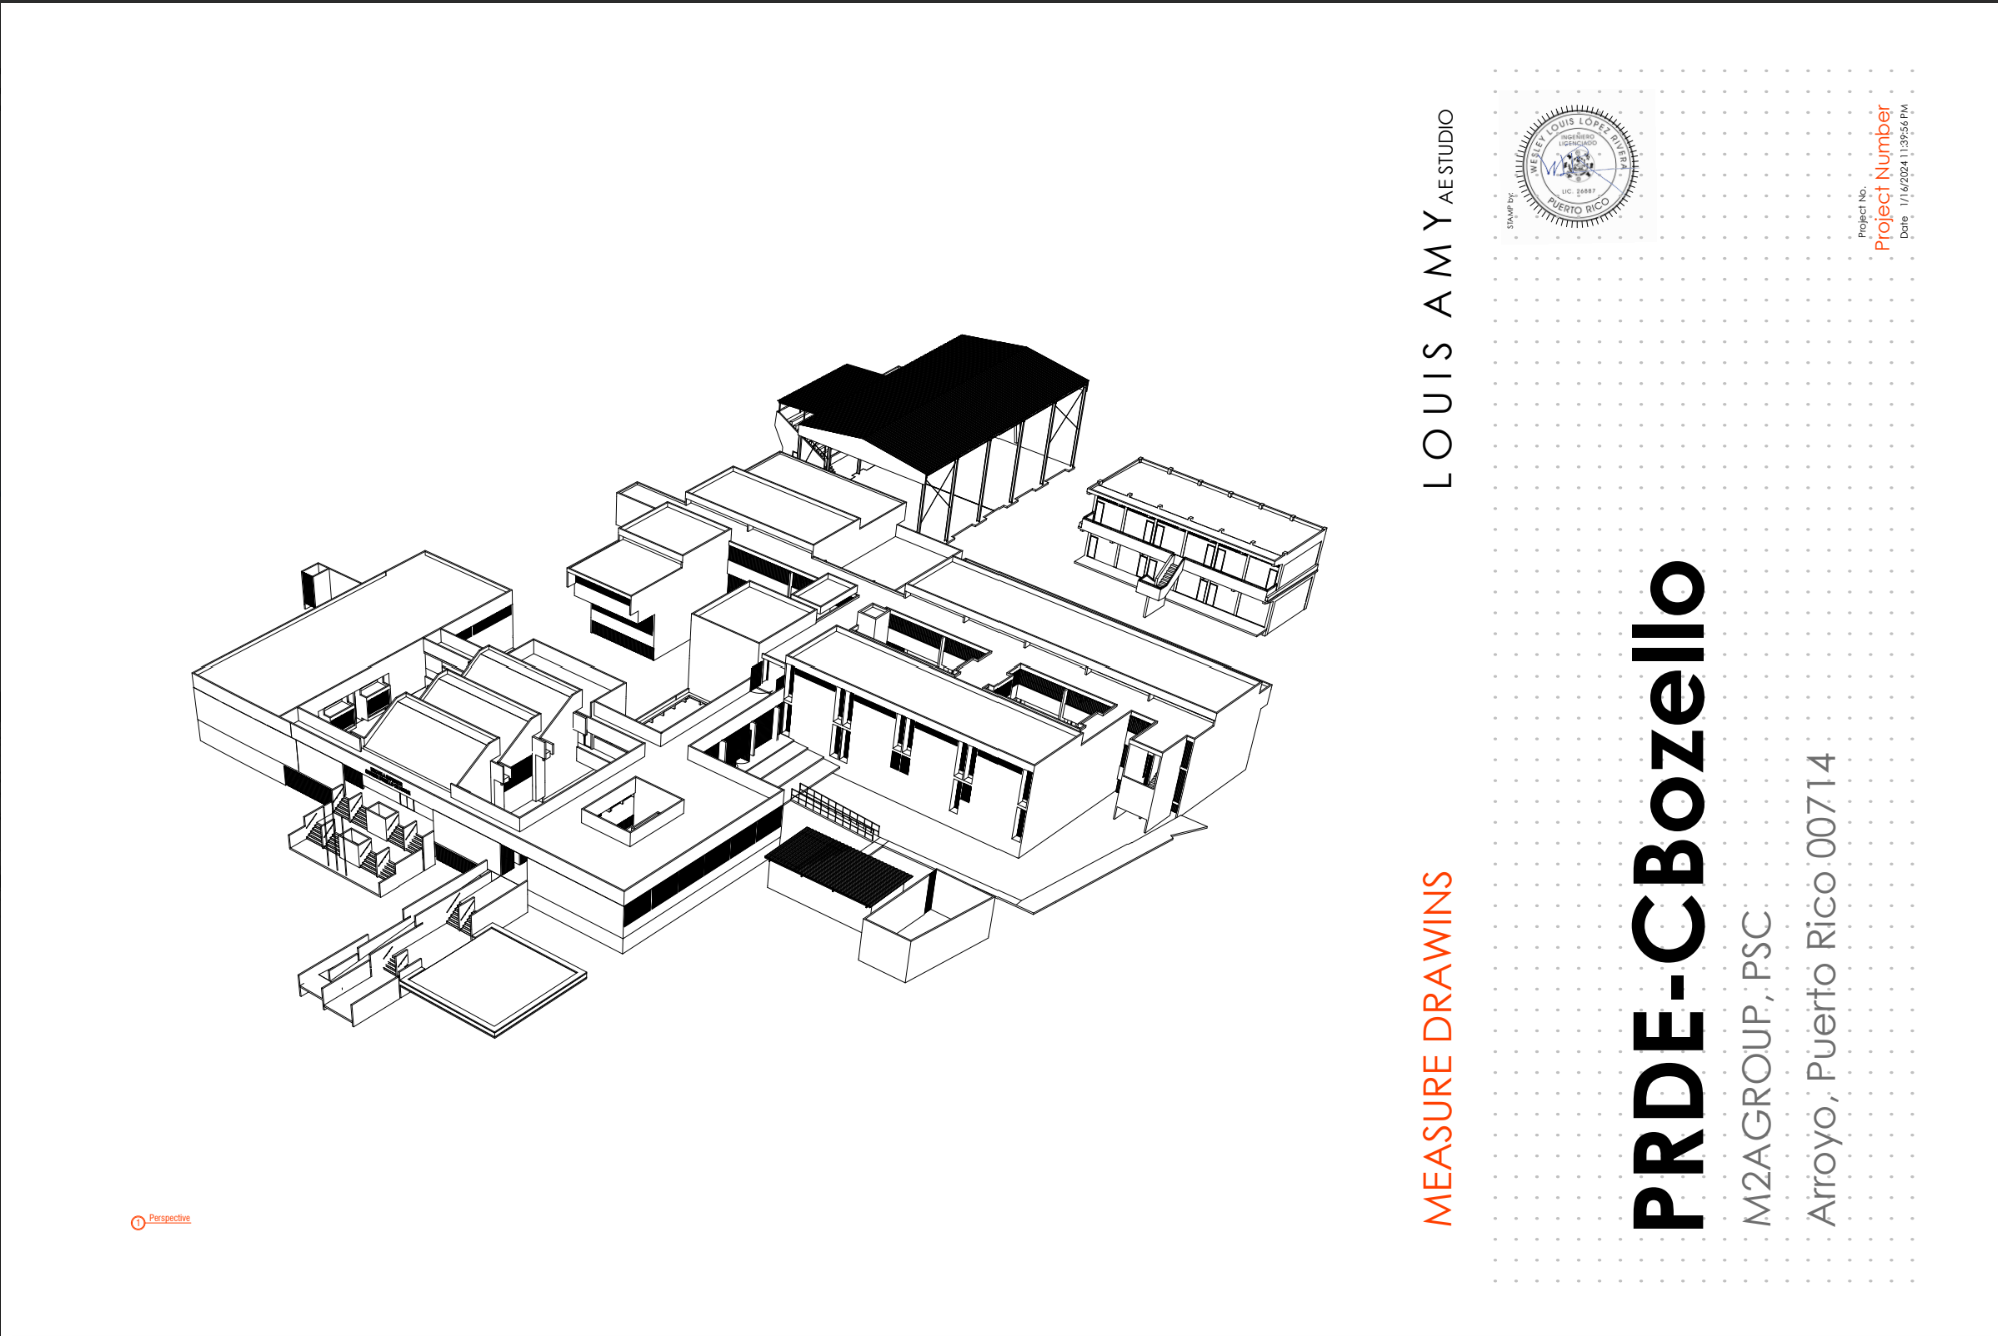 LOUIS AMY AE STUDIO
MEASURE DRAWINS
STAMP by:
WESLEY LOUIS LÓPEZ RIVERA
INGENIERO
LICENCIADO
LIC. 26887
PUERTO RICO
PRDE-CBozello
M2AGROUP, PSC
Arroyo, Puerto Rico 00714
Project No.
Project Number
Date 1/16/2024 11:39:56 PM
1 Perspective